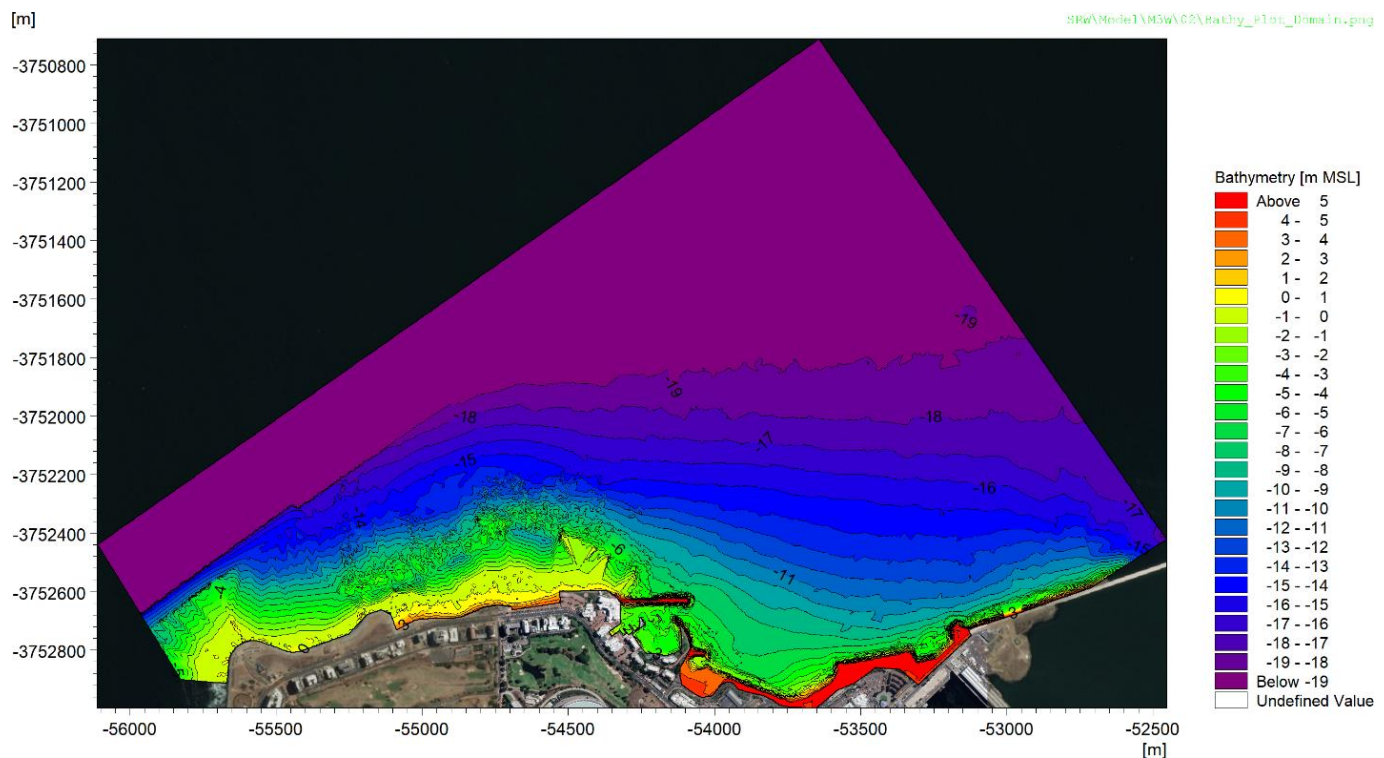 [m]
SRW\Model\M3W\02\Bathy_Plot_Domain.png
-3750800
-3751000
-3751200
-3751400
-3751600
-3751800
-3752000
-3752200
-3752400
-3752600
-3752800
-56000 -55500 -55000 -54500 -54000 -53500 -53000 -52500
[m]
-19
-19
-18
-18
-17
-15
-16
-17
-14
-15
-6
-11
-4
0
Bathymetry [m MSL]
Above 5
4 - 5
3 - 4
2 - 3
1 - 2
0 - 1
-1 - 0
-2 - -1
-3 - -2
-4 - -3
-5 - -4
-6 - -5
-7 - -6
-8 - -7
-9 - -8
-10 - -9
-11 - -10
-12 - -11
-13 - -12
-14 - -13
-15 - -14
-16 - -15
-17 - -16
-18 - -17
-19 - -18
Below -19
Undefined Value